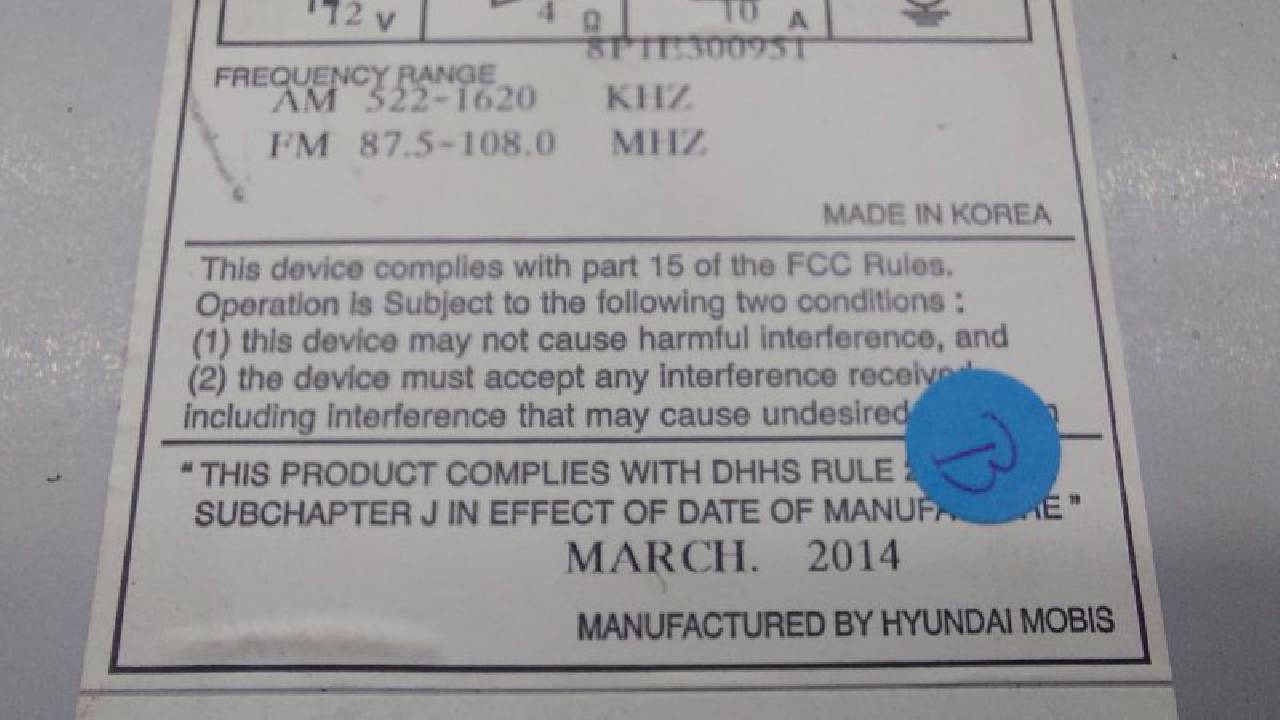 12 V 4 Ω 10 A
8P1E300951
FREQUENCY RANGE
AM 522-1620 KHZ
FM 87.5-108.0 MHZ
MADE IN KOREA
This device complies with part 15 of the FCC Rules.
Operation is Subject to the following two conditions :
(1) this device may not cause harmful interference, and
(2) the device must accept any interference
including interference that may cause undesired
"THIS PRODUCT COMPLIES WITH DHHS RULE
SUBCHAPTER J IN EFFECT OF DATE OF
MARCH. 2014
MANUFACTURED BY HYUNDAI MOBIS